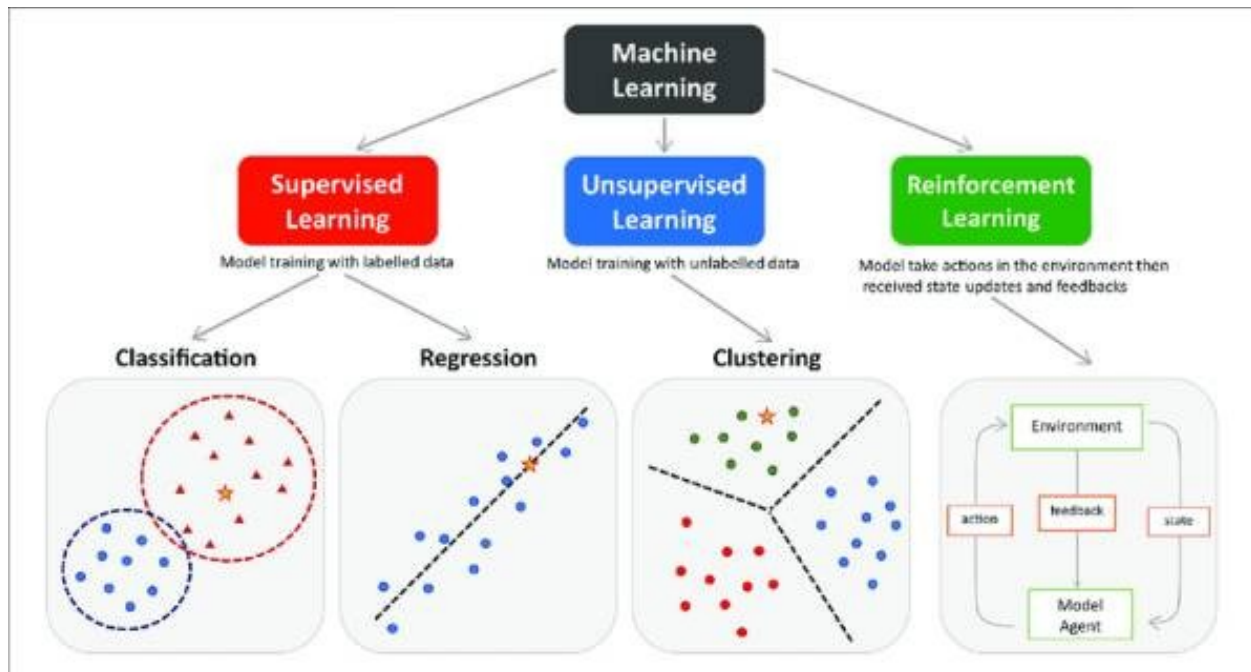 Machine
Learning
Supervised
Learning
Unsupervised
Learning
Reinforcement
Learning
Model training with labelled data
Model training with unlabelled data
Model take actions in the environment then
received state updates and feedbacks
Classification
Regression
Clustering
Environment
action
feedback
state
Model
Agent